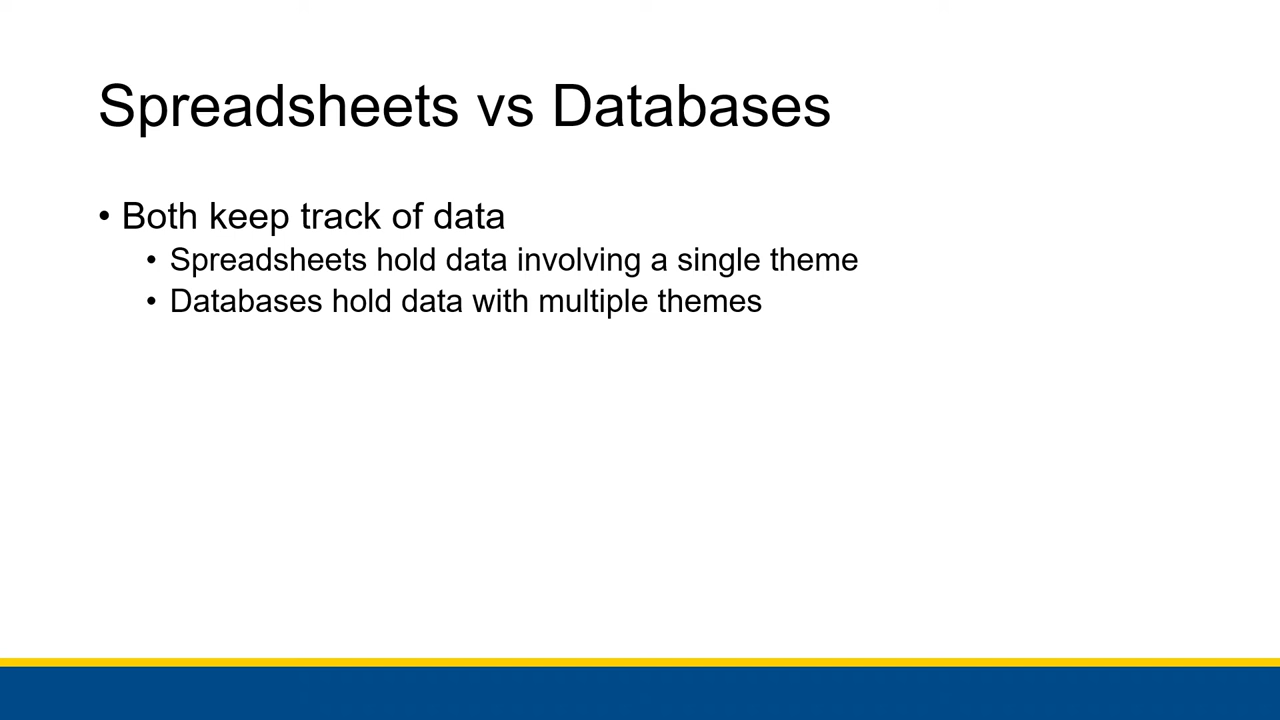 Spreadsheets vs Databases
• Both keep track of data
• Spreadsheets hold data involving a single theme
• Databases hold data with multiple themes